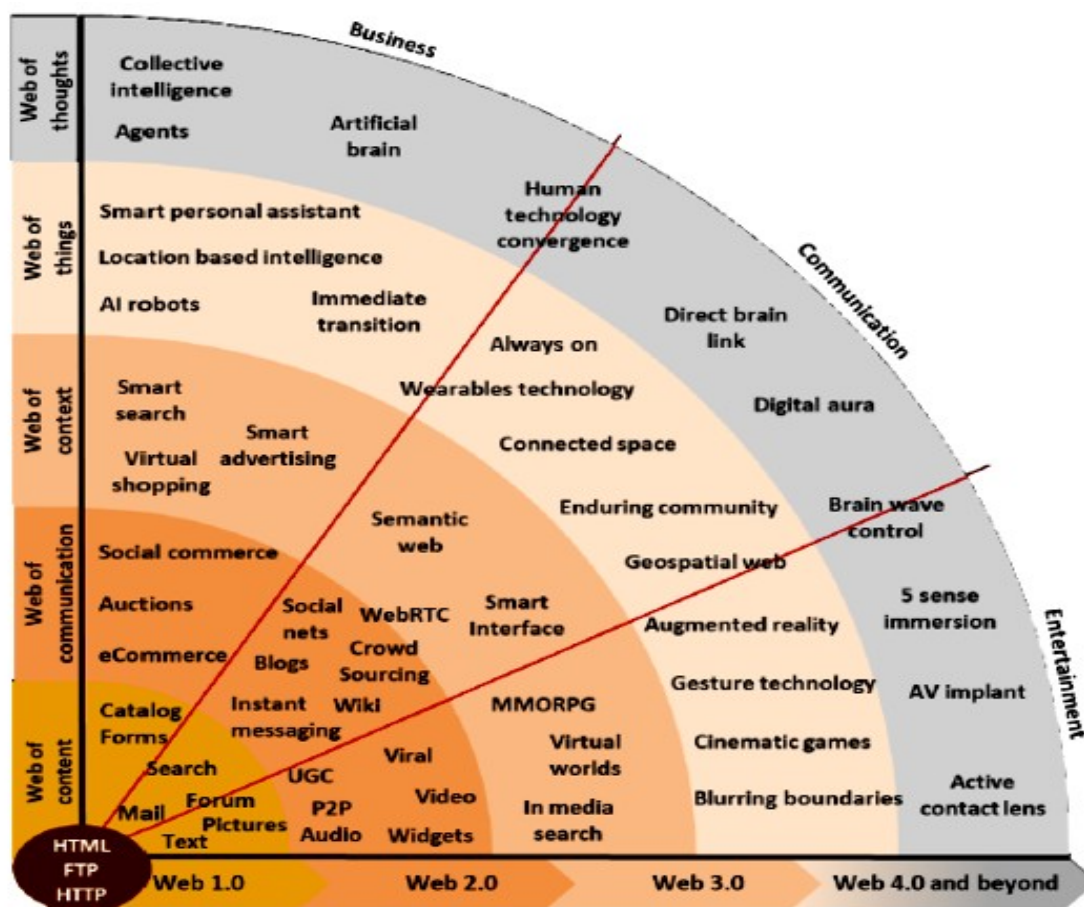 Business
Communication
Entertainment
Web of
thoughts
Web of
things
Web of
context
Web of
communication
Web of
content
Collective
intelligence
Agents
Artificial
brain
Human
technology
convergence
Direct brain
link
Digital aura
Brain wave
control
5 sense
immersion
AV implant
Active
contact lens
Smart personal assistant
Location based intelligence
AI robots
Immediate
transition
Always on
Wearables technology
Connected space
Enduring community
Geospatial web
Augmented reality
Gesture technology
Cinematic games
Blurring boundaries
Smart
search
Smart
advertising
Virtual
shopping
Semantic
web
Smart
Interface
MMORPG
Virtual
worlds
In media
search
Social commerce
Auctions
eCommerce
Social
nets
WebRTC
Blogs
Crowd
Sourcing
Instant
messaging
Wiki
Viral
UGC
Video
P2P
Audio
Widgets
Catalog
Forms
Search
Mail
Forum
Pictures
Text
HTML
FTP
HTTP
Web 1.0
Web 2.0
Web 3.0
Web 4.0 and beyond